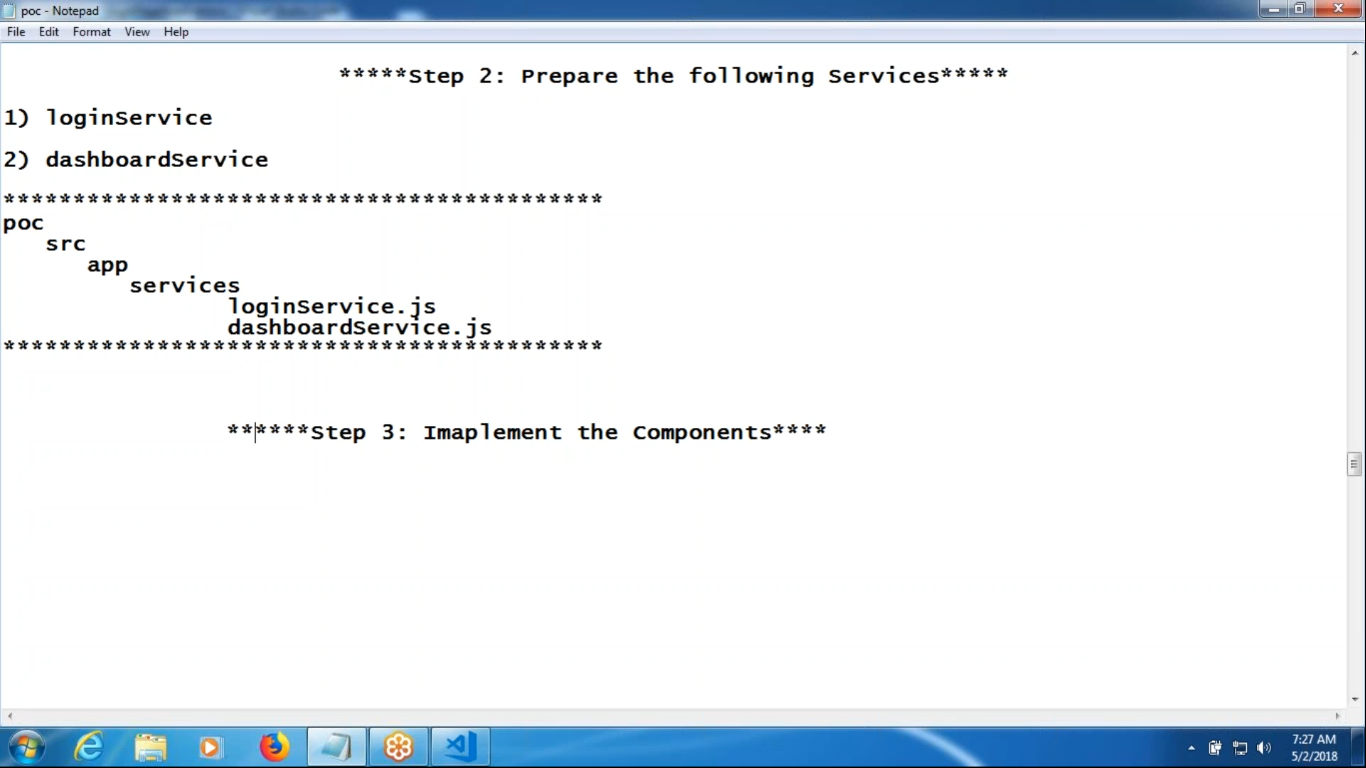 poc - Notepad
File Edit Format View Help
*****Step 2: Prepare the following Services*****
1) loginService
2) dashboardService
*******************************************
poc
src
app
services
loginService.js
dashboardService.js
*******************************************
******Step 3: Imaplement the Components****
7:27 AM
5/2/2018